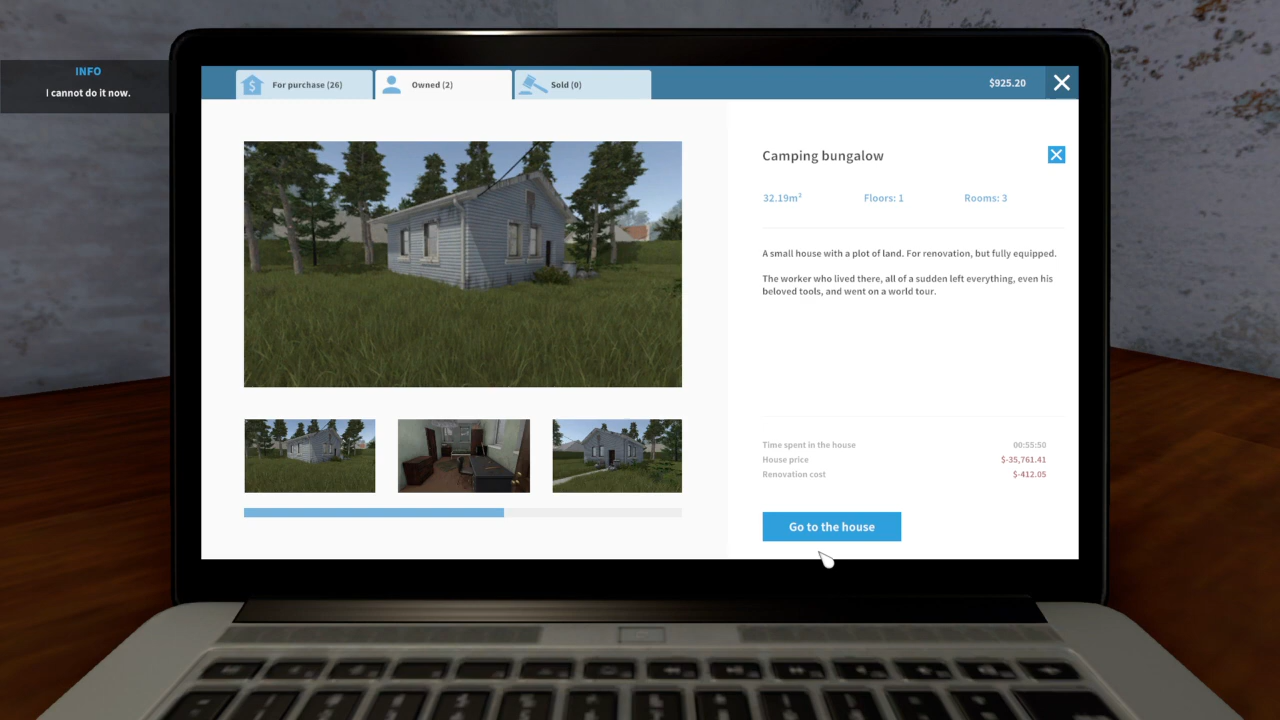 INFO
I cannot do it now.
For purchase (26)
Owned (2)
Sold (0)
$925.20
Camping bungalow
32.19m²
Floors: 1
Rooms: 3
A small house with a plot of land. For renovation, but fully equipped.
The worker who lived there, all of a sudden left everything, even his
beloved tools, and went on a world tour.
Time spent in the house 00:55:50
House price $-35,761.41
Renovation cost $-412.05
Go to the house